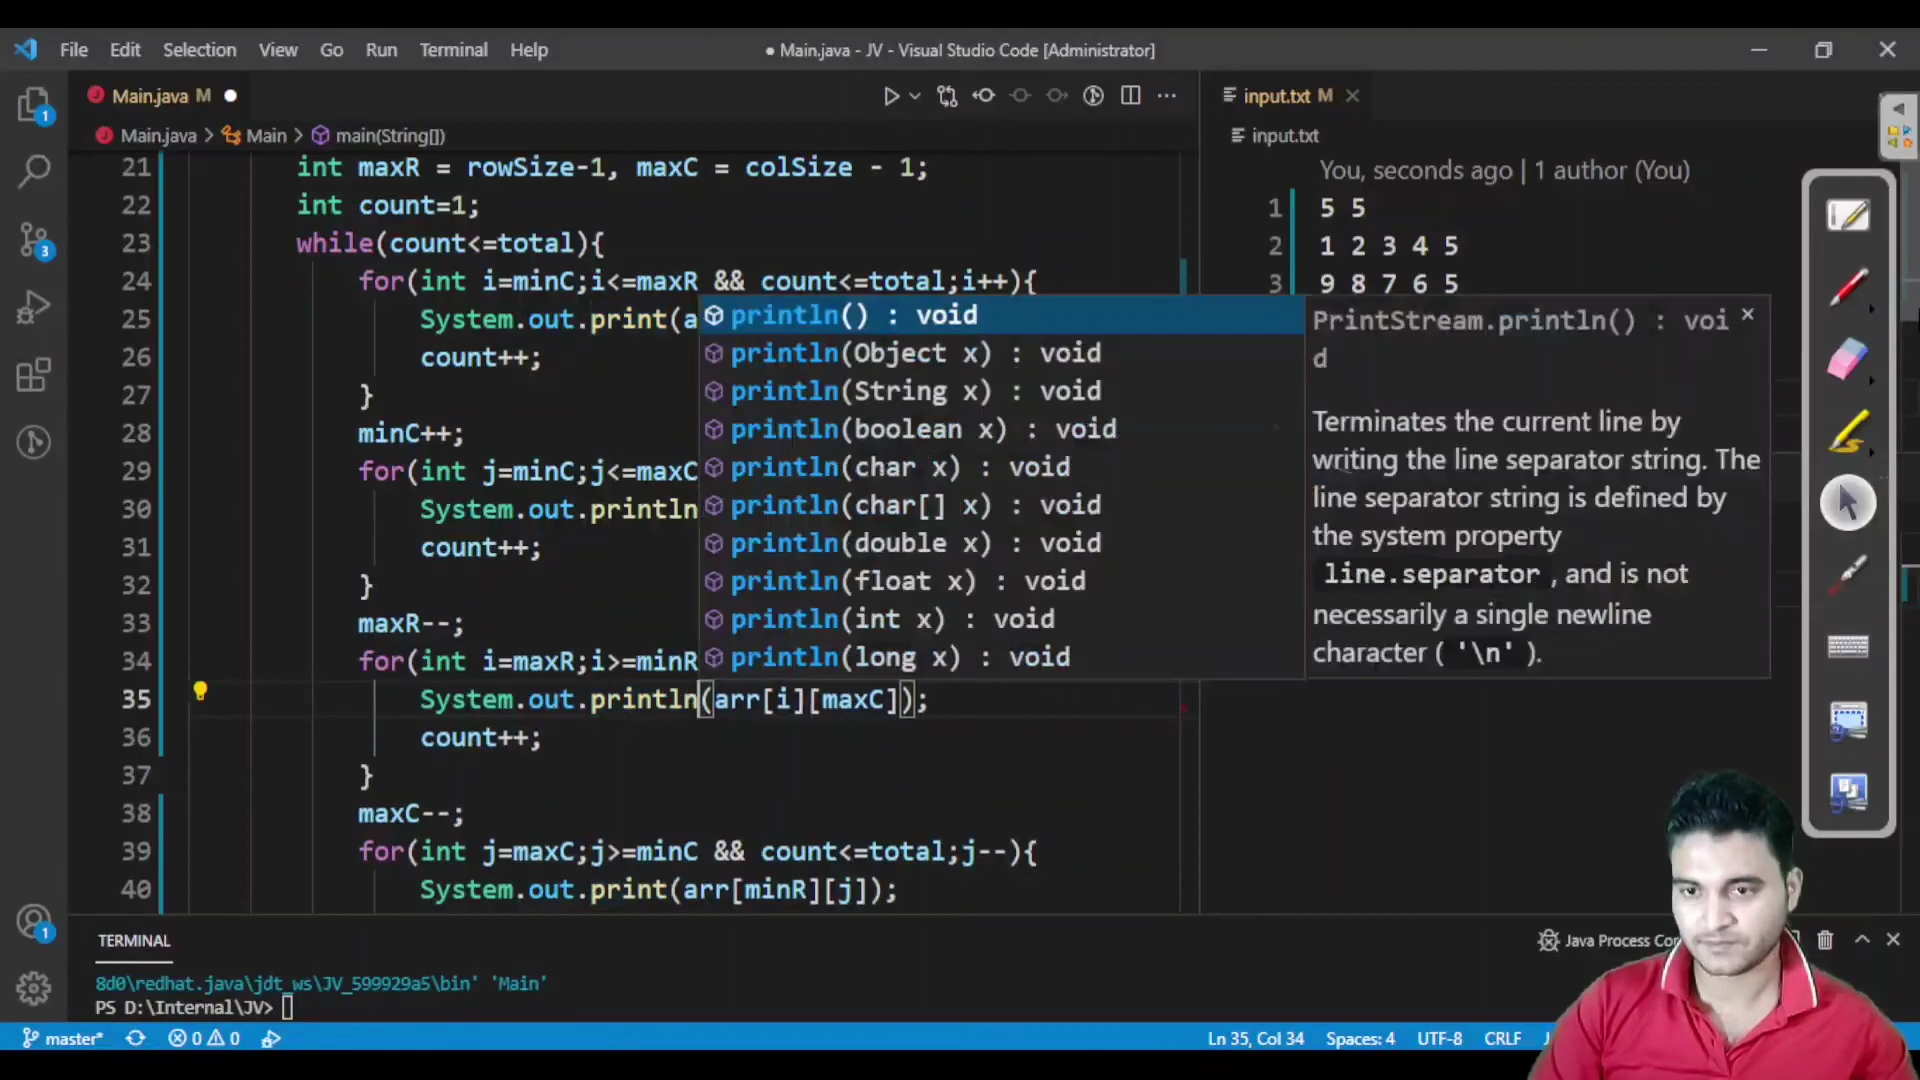 File Edit Selection View Go Run Terminal Help
● Main.java - JV - Visual Studio Code [Administrator]
Main.java M ●
input.txt M
Main.java > Main > main(String[])
input.txt
21 int maxR = rowSize-1, maxC = colSize - 1;
22 int count=1;
23 while(count<=total){
24 for(int i=minC;i<=maxR && count<=total;i++){
25 System.out.print(a
26 count++;
27 }
28 minC++;
29 for(int j=minC;j<=maxC
30 System.out.println
31 count++;
32 }
33 maxR--;
34 for(int i=maxR;i>=minR
35 System.out.println(arr[i][maxC]);
36 count++;
37 }
38 maxC--;
39 for(int j=maxC;j>=minC && count<=total;j--){
40 System.out.print(arr[minR][j]);
println() : void
println(Object x) : void
println(String x) : void
println(boolean x) : void
println(char x) : void
println(char[] x) : void
println(double x) : void
println(float x) : void
println(int x) : void
println(long x) : void
You, seconds ago | 1 author (You)
1 5 5
2 1 2 3 4 5
3 9 8 7 6 5
PrintStream.println() : voi
d
Terminates the current line by
writing the line separator string. The
line separator string is defined by
the system property
line.separator , and is not
necessarily a single newline
character ( '\n' ).
1
3
1
TERMINAL
Java Process
8d0\redhat.java\jdt_ws\JV_599929a5\bin' 'Main'
PS D:\Internal\JV>
master* 0 0
Ln 35, Col 34 Spaces: 4 UTF-8 CRLF